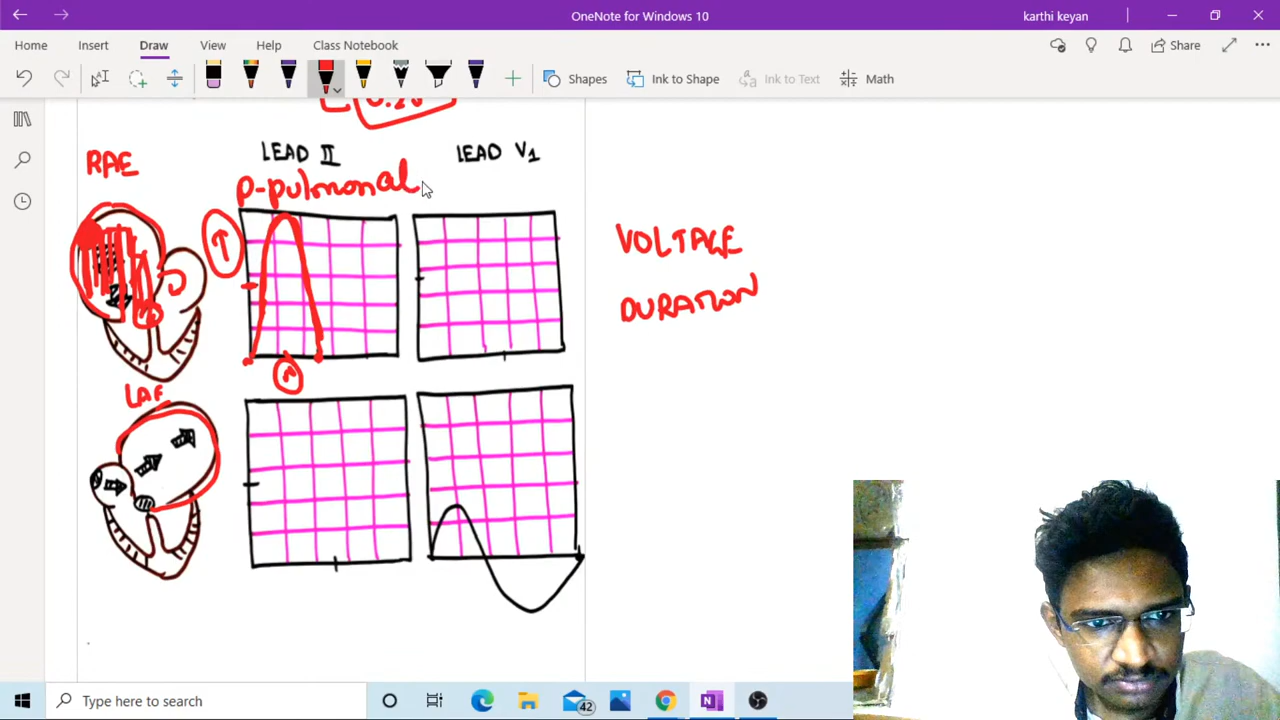 OneNote for Windows 10
karthi keyan
Home Insert Draw View Help Class Notebook
Share
Shapes Ink to Shape Ink to Text Math
RAE
LEAD II LEAD V1
P-pulmonal
VOLTAGE
DURATION
LAE
Type here to search
42